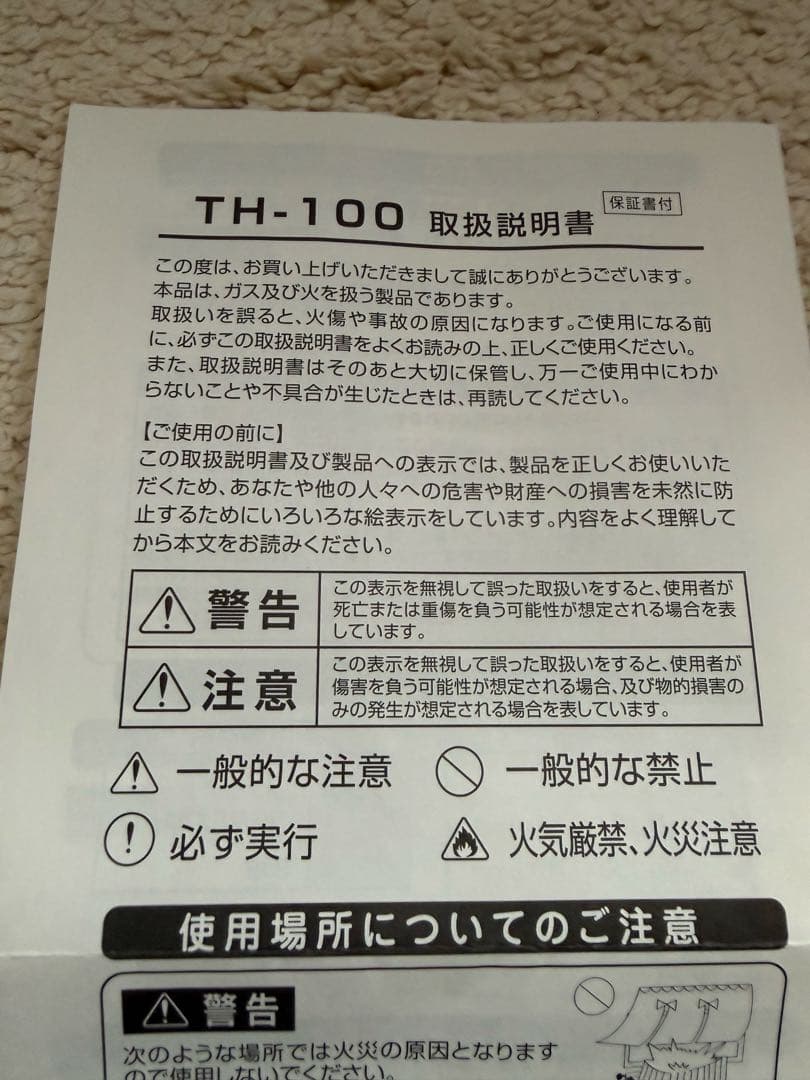 TH-100 取扱説明書 保証書付
この度は、お買い上げいただきまして誠にありがとうございます。
本品は、ガス及び火を扱う製品であります。
取扱いを誤ると、火傷や事故の原因になります。ご使用になる前
に、必ずこの取扱説明書をよくお読みの上、正しくご使用ください。
また、取扱説明書はそのあと大切に保管し、万一ご使用中にわか
らないことや不具合が生じたときは、再読してください。
【ご使用の前に】
この取扱説明書及び製品への表示では、製品を正しくお使いいた
だくため、あなたや他の人々への危害や財産への損害を未然に防
止するためにいろいろな絵表示をしています。内容をよく理解して
から本文をお読みください。
警告
この表示を無視して誤った取扱いをすると、使用者が
死亡または重傷を負う可能性が想定される場合を表
しています。
注意
この表示を無視して誤った取扱いをすると、使用者が
傷害を負う可能性が想定される場合、及び物的損害の
みの発生が想定される場合を表しています。
一般的な注意 一般的な禁止
必ず実行 火気厳禁、火災注意
使用場所についてのご注意
警告
次のような場所では火災の原因となります
ので使用しないでください。